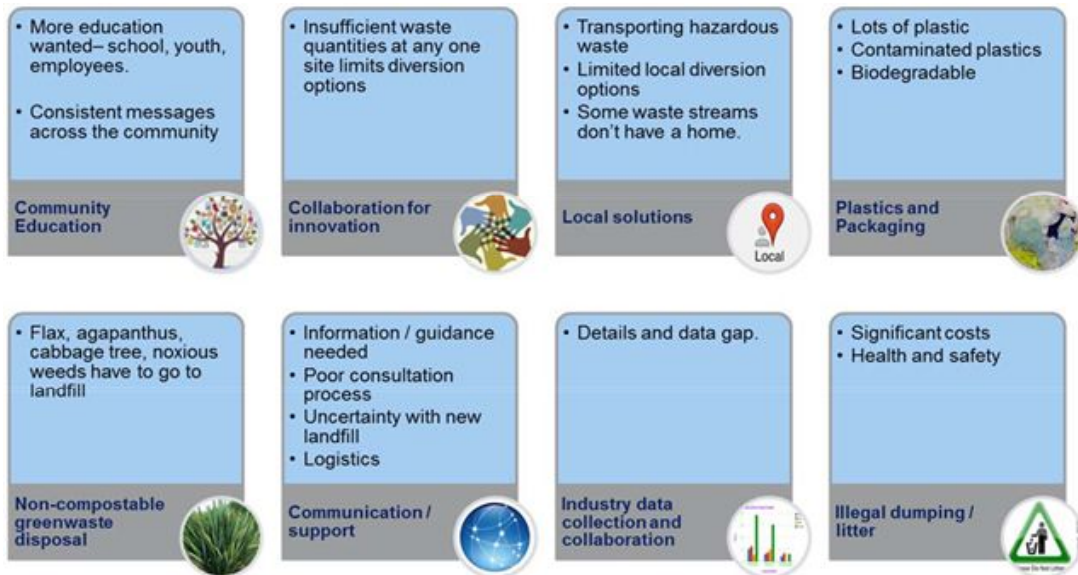 • More education
wanted– school, youth,
employees.
• Consistent messages
across the community
Community
Education
• Insufficient waste
quantities at any one
site limits diversion
options
Collaboration for
innovation
• Transporting hazardous
waste
• Limited local diversion
options
• Some waste streams
don't have a home.
Local solutions
Local
• Lots of plastic
• Contaminated plastics
• Biodegradable
Plastics and
Packaging
• Flax, agapanthus,
cabbage tree, noxious
weeds have to go to
landfill
Non-compostable
greenwaste
disposal
• Information / guidance
needed
• Poor consultation
process
• Uncertainty with new
landfill
• Logistics
Communication /
support
• Details and data gap.
Industry data
collection and
collaboration
• Significant costs
• Health and safety
Illegal dumping /
litter
Do Not Litter